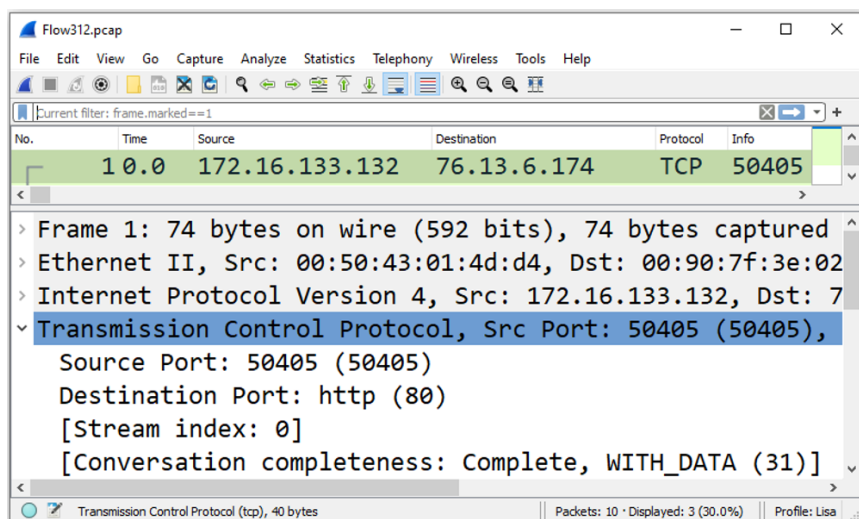 Flow312.pcap
File Edit View Go Capture Analyze Statistics Telephony Wireless Tools Help
Current filter: frame.marked==1
No. Time Source Destination Protocol Info
1 0.0 172.16.133.132 76.13.6.174 TCP 50405
Frame 1: 74 bytes on wire (592 bits), 74 bytes captured
Ethernet II, Src: 00:50:43:01:4d:d4, Dst: 00:90:7f:3e:02
Internet Protocol Version 4, Src: 172.16.133.132, Dst: 7
Transmission Control Protocol, Src Port: 50405 (50405),
Source Port: 50405 (50405)
Destination Port: http (80)
[Stream index: 0]
[Conversation completeness: Complete, WITH_DATA (31)]
Transmission Control Protocol (tcp), 40 bytes Packets: 10 · Displayed: 3 (30.0%) Profile: Lisa